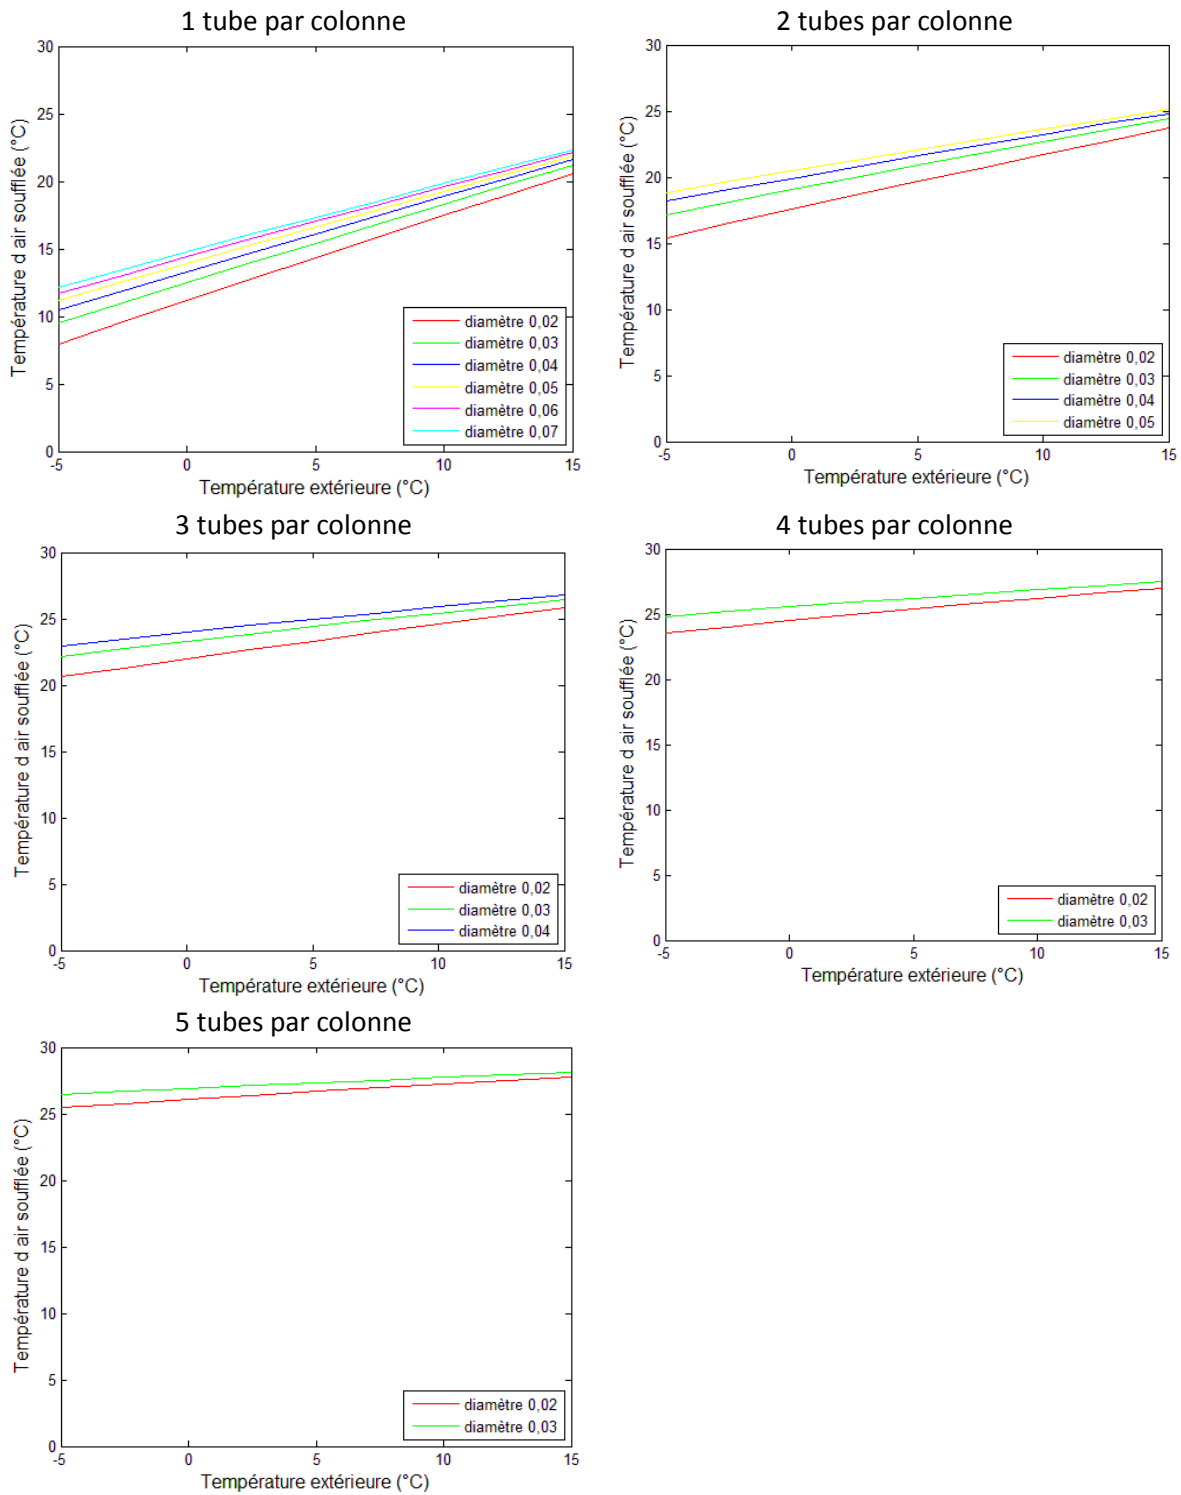 1 tube par colonne
30
25
20
15
10
5
0
-5
0
5
10
15
Température d air soufflée (°C)
Température extérieure (°C)
diamètre 0,02
diamètre 0,03
diamètre 0,04
diamètre 0,05
diamètre 0,06
diamètre 0,07
2 tubes par colonne
30
25
20
15
10
5
0
-5
0
5
10
15
Température d air soufflée (°C)
Température extérieure (°C)
diamètre 0,02
diamètre 0,03
diamètre 0,04
diamètre 0,05
3 tubes par colonne
30
25
20
15
10
5
0
-5
0
5
10
15
Température d air soufflée (°C)
Température extérieure (°C)
diamètre 0,02
diamètre 0,03
diamètre 0,04
4 tubes par colonne
30
25
20
15
10
5
0
-5
0
5
10
15
Température d air soufflée (°C)
Température extérieure (°C)
diamètre 0,02
diamètre 0,03
5 tubes par colonne
30
25
20
15
10
5
0
-5
0
5
10
15
Température d air soufflée (°C)
Température extérieure (°C)
diamètre 0,02
diamètre 0,03